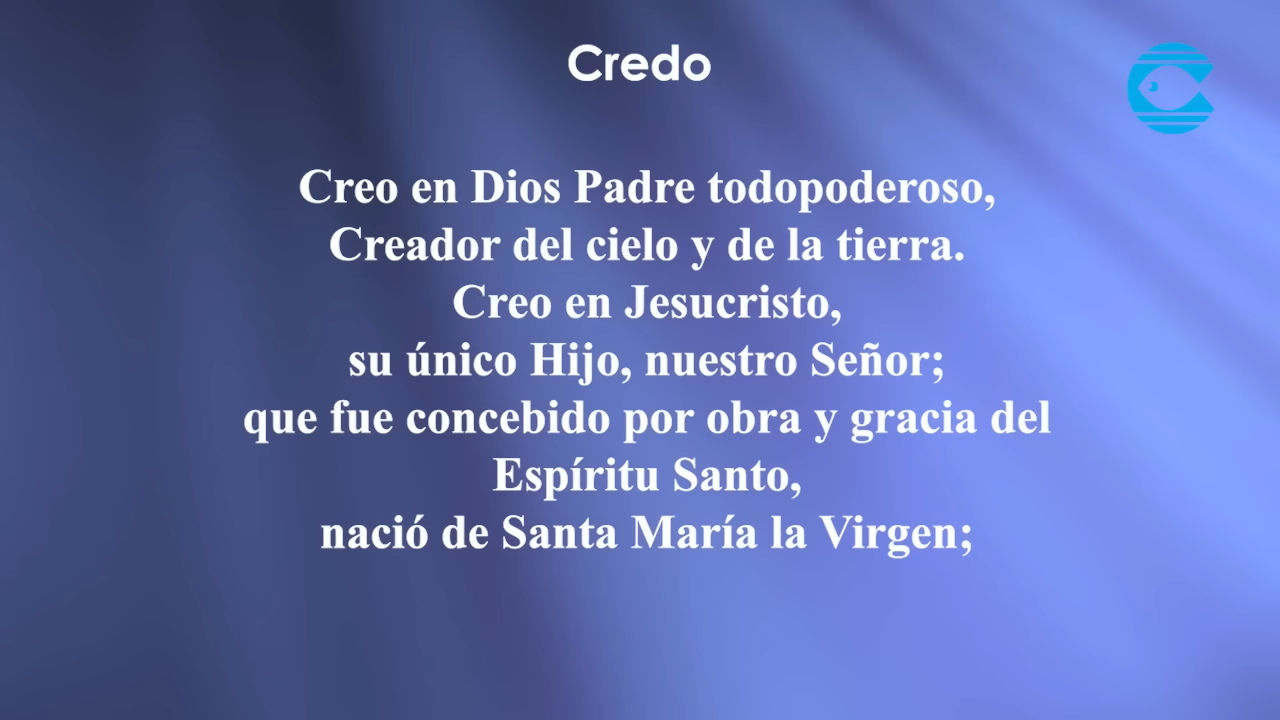 Credo
Creo en Dios Padre todopoderoso,
Creador del cielo y de la tierra.
Creo en Jesucristo,
su único Hijo, nuestro Señor;
que fue concebido por obra y gracia del
Espíritu Santo,
nació de Santa María la Virgen;